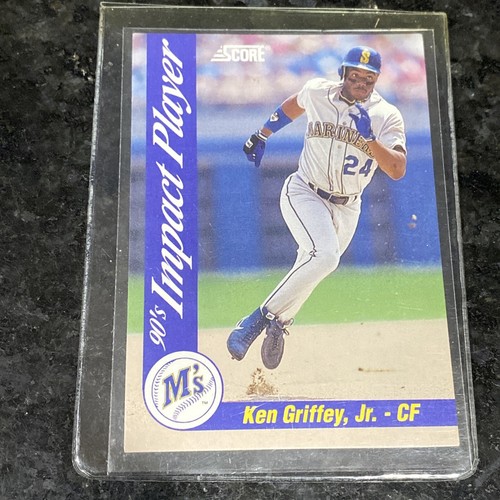 SCORE
90's Impact Player
S
MARINERS
24
M's
Ken Griffey, Jr. - CF